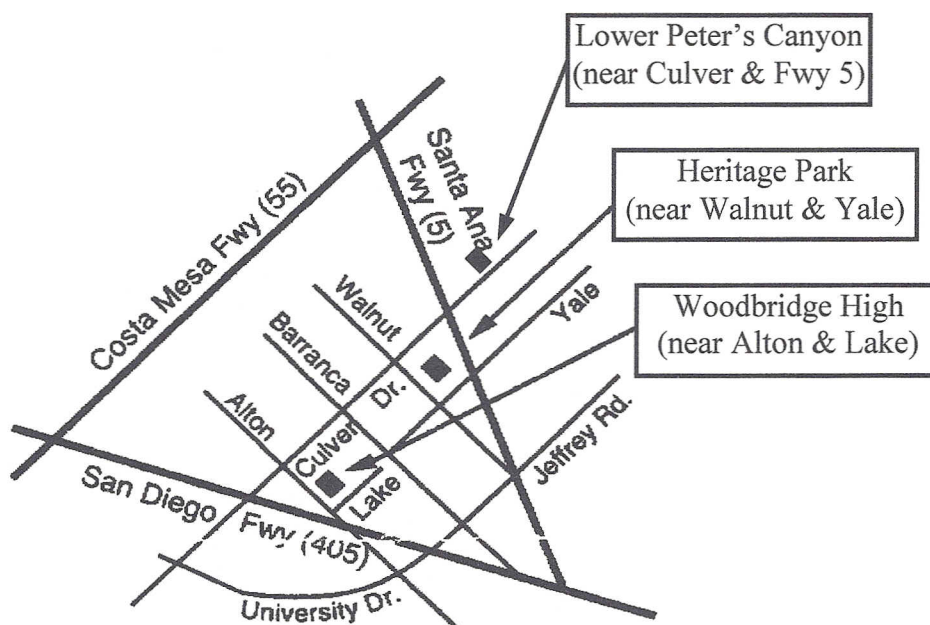 Lower Peter's Canyon
(near Culver & Fwy 5)
Heritage Park
(near Walnut & Yale)
Woodbridge High
(near Alton & Lake)
Costa Mesa Fwy (55)
Santa Ana
Fwy (5)
Walnut
Yale
Barranca
Dr.
Alton
Culver
Jeffrey Rd.
Lake
San Diego
Fwy (405)
University Dr.